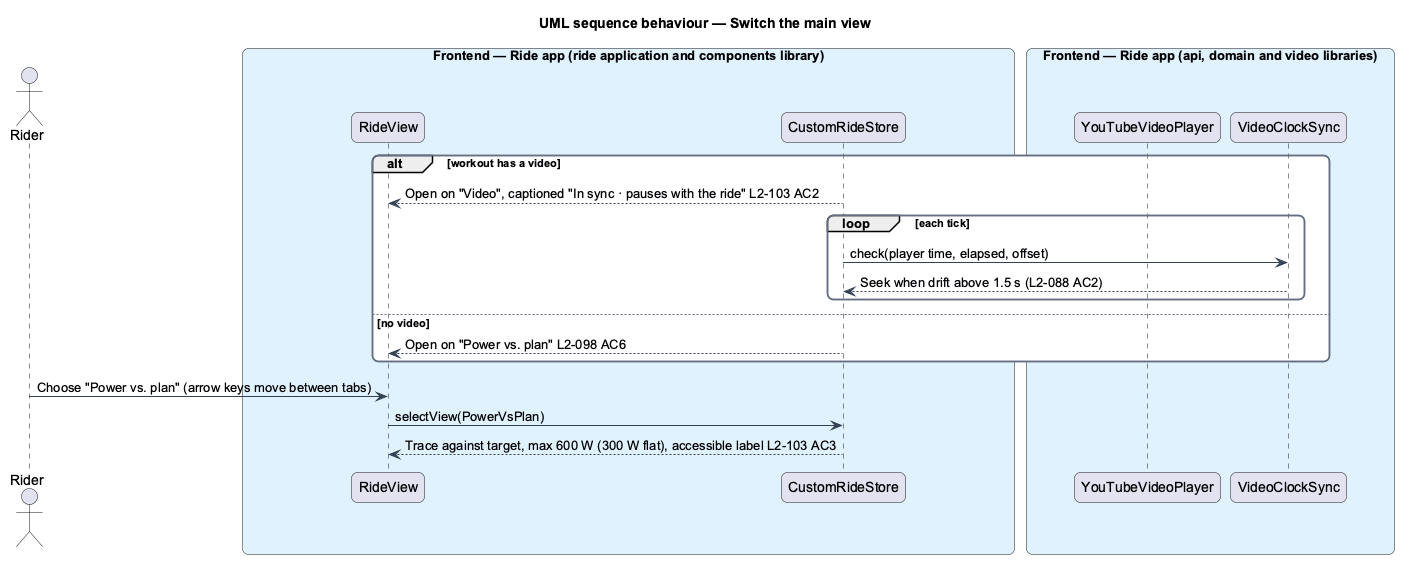 UML sequence behaviour — Switch the main view
Frontend — Ride app (ride application and components library)
Frontend — Ride app (api, domain and video libraries)
Rider
RideView
CustomRideStore
YouTubeVideoPlayer
VideoClockSync
alt
[workout has a video]
Open on "Video", captioned "In sync · pauses with the ride" L2-103 AC2
loop
[each tick]
check(player time, elapsed, offset)
Seek when drift above 1.5 s (L2-088 AC2)
[no video]
Open on "Power vs. plan" L2-098 AC6
Choose "Power vs. plan" (arrow keys move between tabs)
selectView(PowerVsPlan)
Trace against target, max 600 W (300 W flat), accessible label L2-103 AC3
Rider
RideView
CustomRideStore
YouTubeVideoPlayer
VideoClockSync